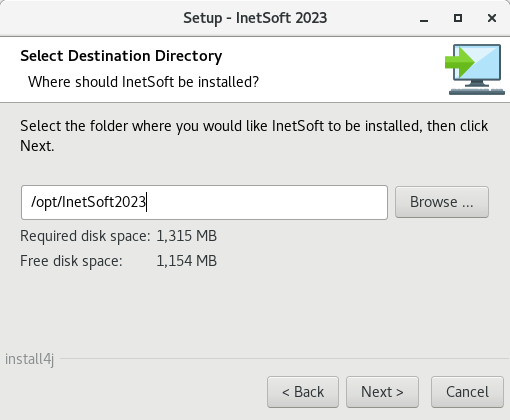 Setup - InetSoft 2023
Select Destination Directory
Where should InetSoft be installed?
Select the folder where you would like InetSoft to be installed, then click
Next.
/opt/InetSoft2023
Browse ...
Required disk space: 1,315 MB
Free disk space: 1,154 MB
install4j
< Back
Next >
Cancel